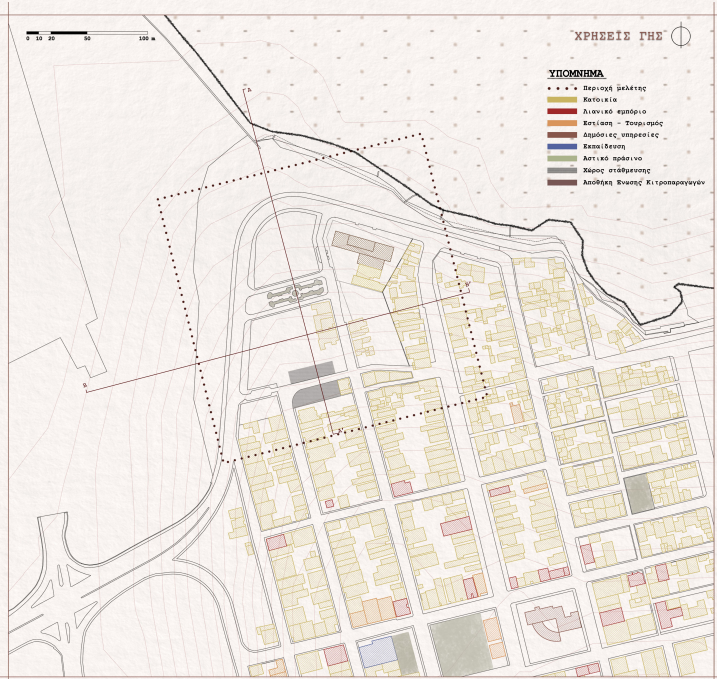 ΧΡΗΣΕΙΣ ΓΗΣ
0 10 20 50 100 m
ΥΠΟΜΝΗΜΑ
Περιοχή μελέτης
Κατοικία
Λιανικό εμπόριο
Εστίαση - Τουρισμός
Δημόσιες υπηρεσίες
Εκπαίδευση
Αστικό πράσινο
Χώρος στάθμευσης
Αποθήκη Ένωσης Κιτροπαραγωγών
A
B'
B
A'